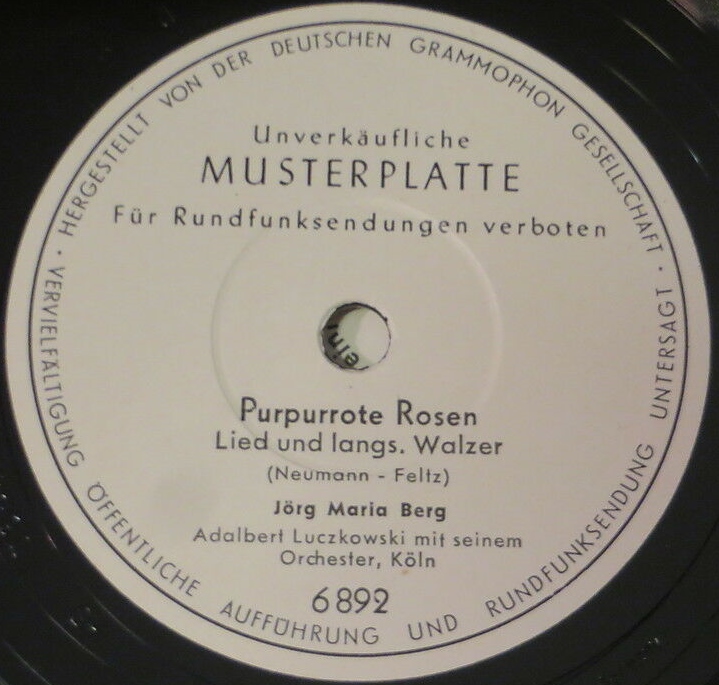 HERGESTELLT VON DER DEUTSCHEN GRAMMOPHON GESELLSCHAFT · VERVIELFÄLTIGUNG ÖFFENTLICHE AUFFÜHRUNG UND RUNDFUNKSENDUNG UNTERSAGT ·
Unverkäufliche
MUSTERPLATTE
Für Rundfunksendungen verboten
Purpurrote Rosen
Lied und langs. Walzer
(Neumann - Feltz)
Jörg Maria Berg
Adalbert Luczkowski mit seinem
Orchester, Köln
6892